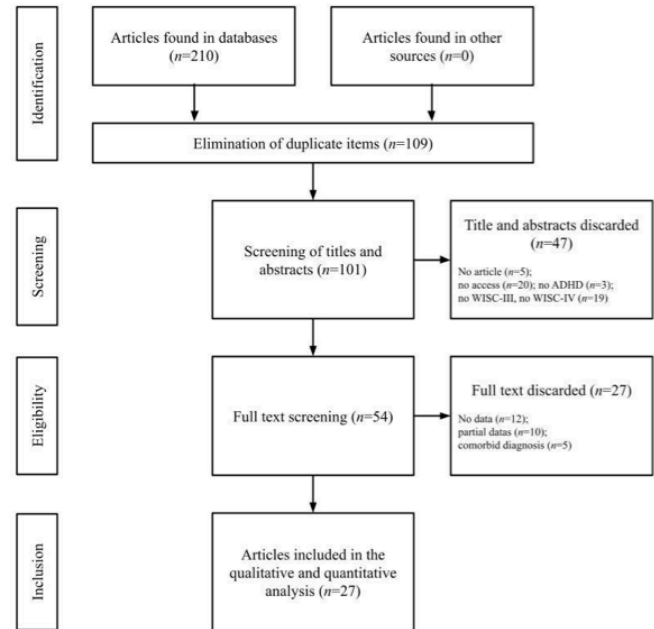 Identification
Articles found in databases
(n=210)
Articles found in other
sources (n=0)
Elimination of duplicate items (n=109)
Screening
Screening of titles and
abstracts (n=101)
Title and abstracts discarded
(n=47)
No article (n=5);
no access (n=20); no ADHD (n=3);
no WISC-III, no WISC-IV (n=19)
Eligibility
Full text screening (n=54)
Full text discarded (n=27)
No data (n=12);
partial datas (n=10);
comorbid diagnosis (n=5)
Inclusion
Articles included in the
qualitative and quantitative
analysis (n=27)